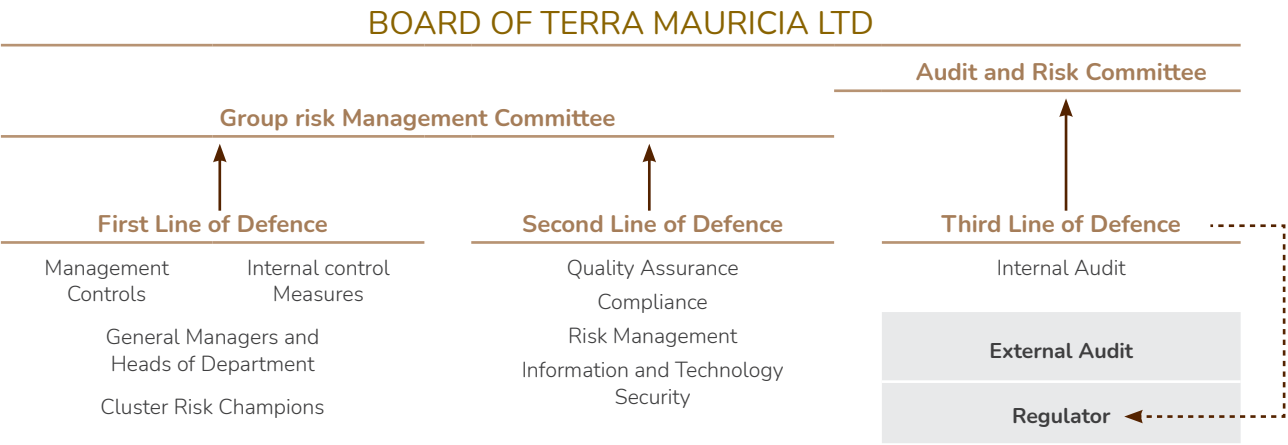 BOARD OF TERRA MAURICIA LTD
Audit and Risk Committee
Group risk Management Committee
First Line of Defence
Management
Controls
Internal control
Measures
General Managers and
Heads of Department
Cluster Risk Champions
Second Line of Defence
Quality Assurance
Compliance
Risk Management
Information and Technology
Security
Third Line of Defence
Internal Audit
External Audit
Regulator